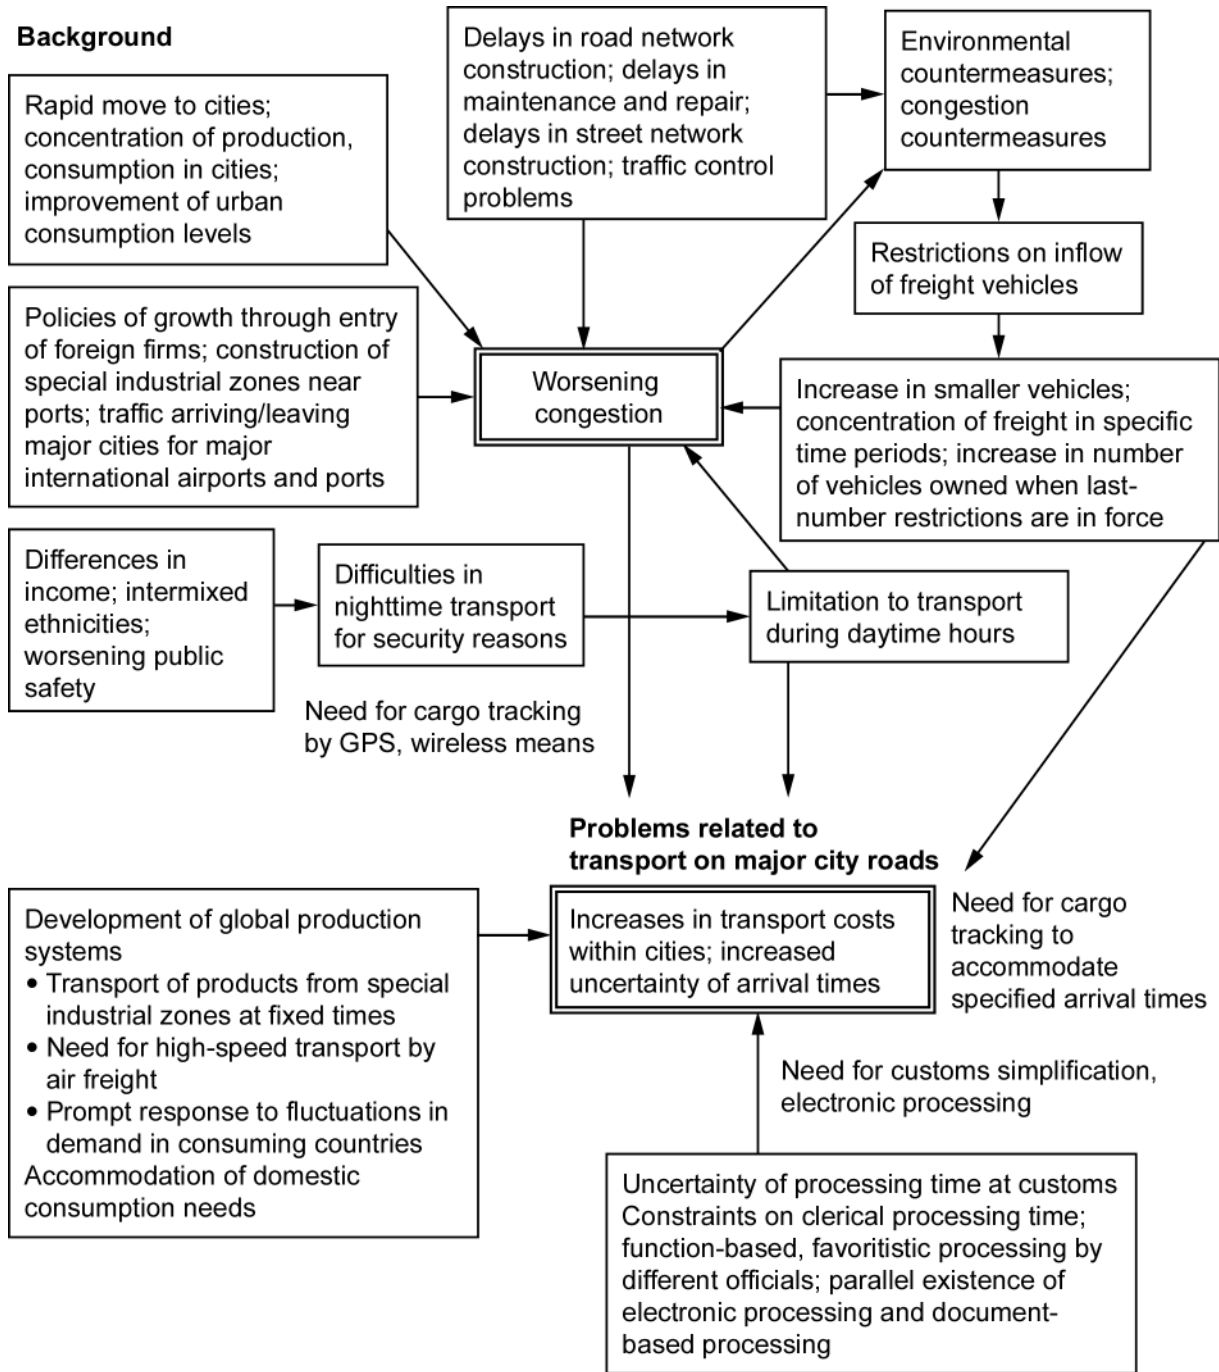 Background
Rapid move to cities;
concentration of production,
consumption in cities;
improvement of urban
consumption levels
Delays in road network
construction; delays in
maintenance and repair;
delays in street network
construction; traffic control
problems
Environmental
countermeasures;
congestion
countermeasures
Restrictions on inflow
of freight vehicles
Policies of growth through entry
of foreign firms; construction of
special industrial zones near
ports; traffic arriving/leaving
major cities for major
international airports and ports
Worsening
congestion
Increase in smaller vehicles;
concentration of freight in specific
time periods; increase in number
of vehicles owned when last-
number restrictions are in force
Differences in
income; intermixed
ethnicities;
worsening public
safety
Difficulties in
nighttime transport
for security reasons
Limitation to transport
during daytime hours
Need for cargo tracking
by GPS, wireless means
Problems related to
transport on major city roads
Development of global production
systems
• Transport of products from special
industrial zones at fixed times
• Need for high-speed transport by
air freight
• Prompt response to fluctuations in
demand in consuming countries
Accommodation of domestic
consumption needs
Increases in transport costs
within cities; increased
uncertainty of arrival times
Need for cargo
tracking to
accommodate
specified arrival times
Need for customs simplification,
electronic processing
Uncertainty of processing time at customs
Constraints on clerical processing time;
function-based, favoritistic processing by
different officials; parallel existence of
electronic processing and document-
based processing